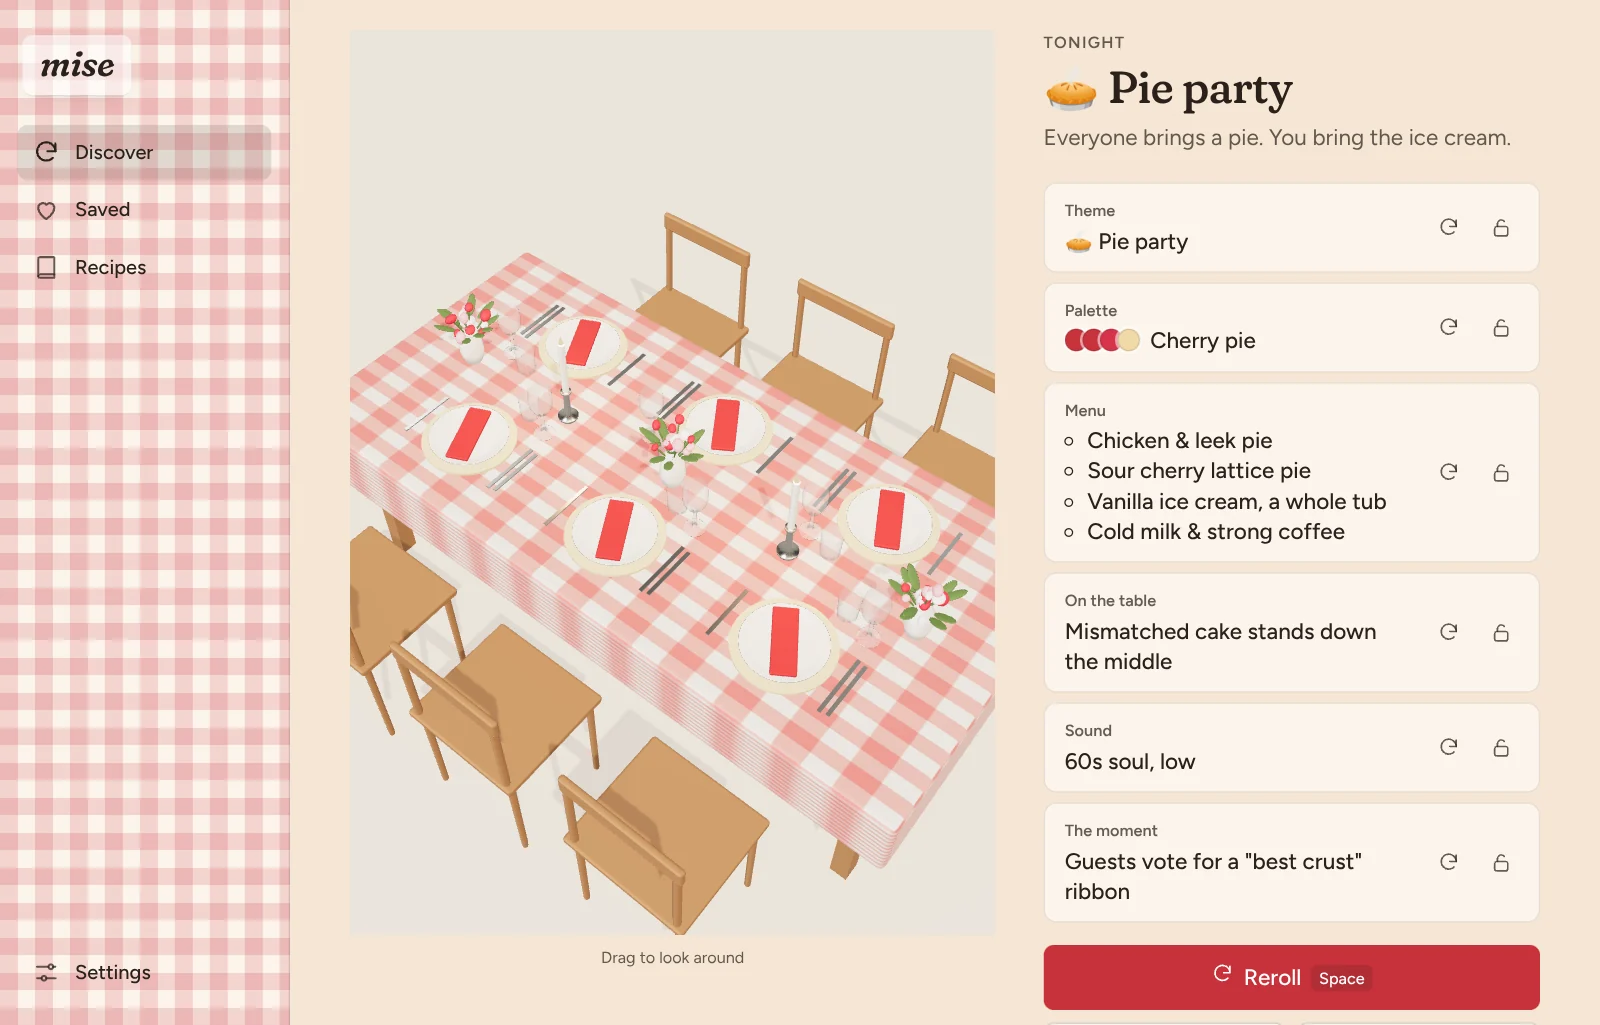 mise
Discover
Saved
Recipes
Settings
Drag to look around
TONIGHT
Pie party
Everyone brings a pie. You bring the ice cream.
Theme
Pie party
Palette
Cherry pie
Menu
Chicken & leek pie
Sour cherry lattice pie
Vanilla ice cream, a whole tub
Cold milk & strong coffee
On the table
Mismatched cake stands down
the middle
Sound
60s soul, low
The moment
Guests vote for a "best crust"
ribbon
Reroll Space